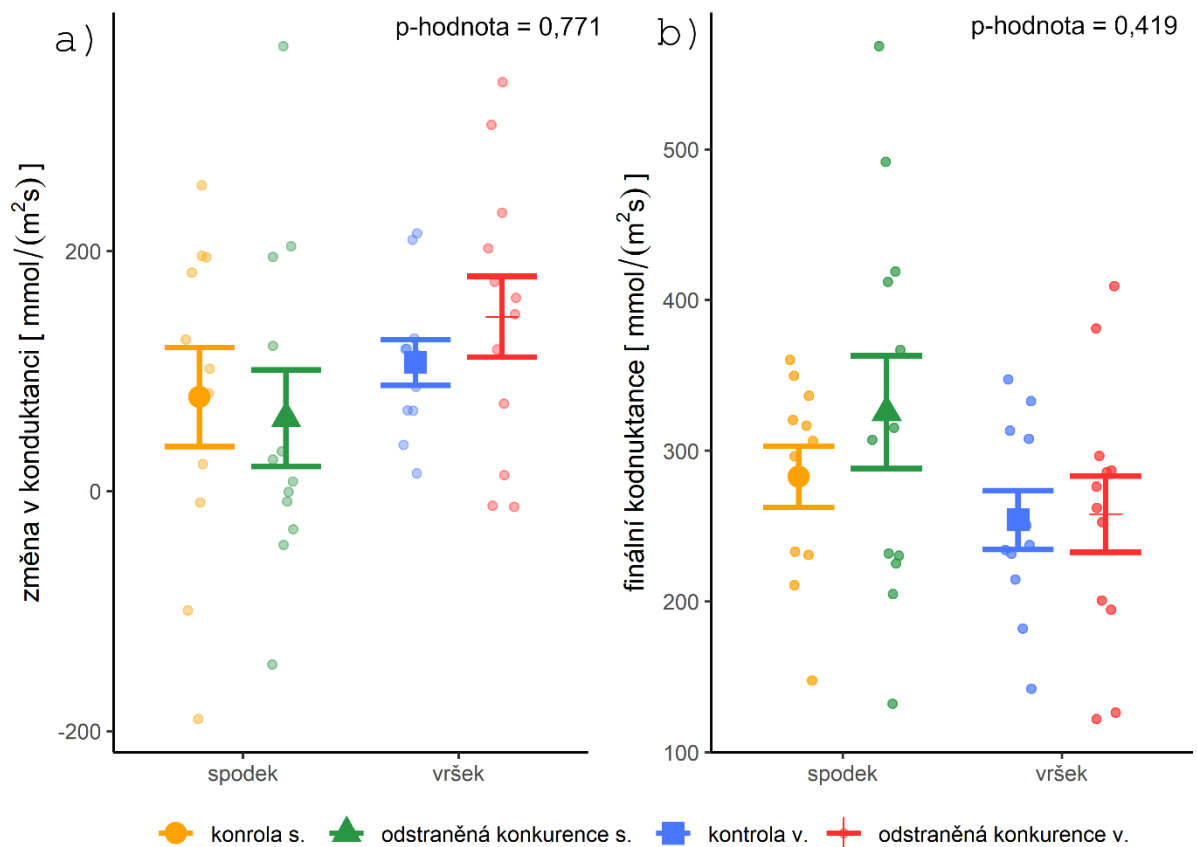 a)
p-hodnota = 0,771
změna v konduktanci [ mmol/(m²s) ]
200
0
-200
spodek
vršek
b)
p-hodnota = 0,419
finální kodnuktance [ mmol/(m²s) ]
500
400
300
200
100
spodek
vršek
konrola s.
odstraněná konkurence s.
kontrola v.
odstraněná konkurence v.